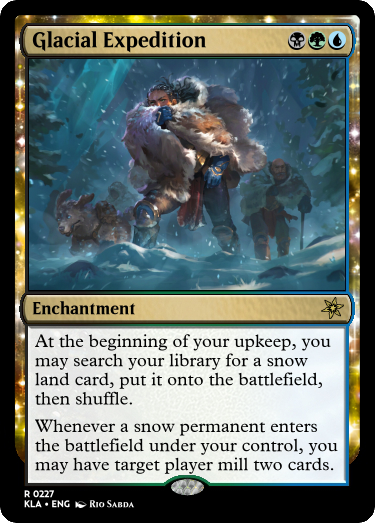 Glacial Expedition
Enchantment
At the beginning of your upkeep, you
may search your library for a snow
land card, put it onto the battlefield,
then shuffle.
Whenever a snow permanent enters
the battlefield under your control, you
may have target player mill two cards.
R 0227
KLA • ENG Rio Sabda